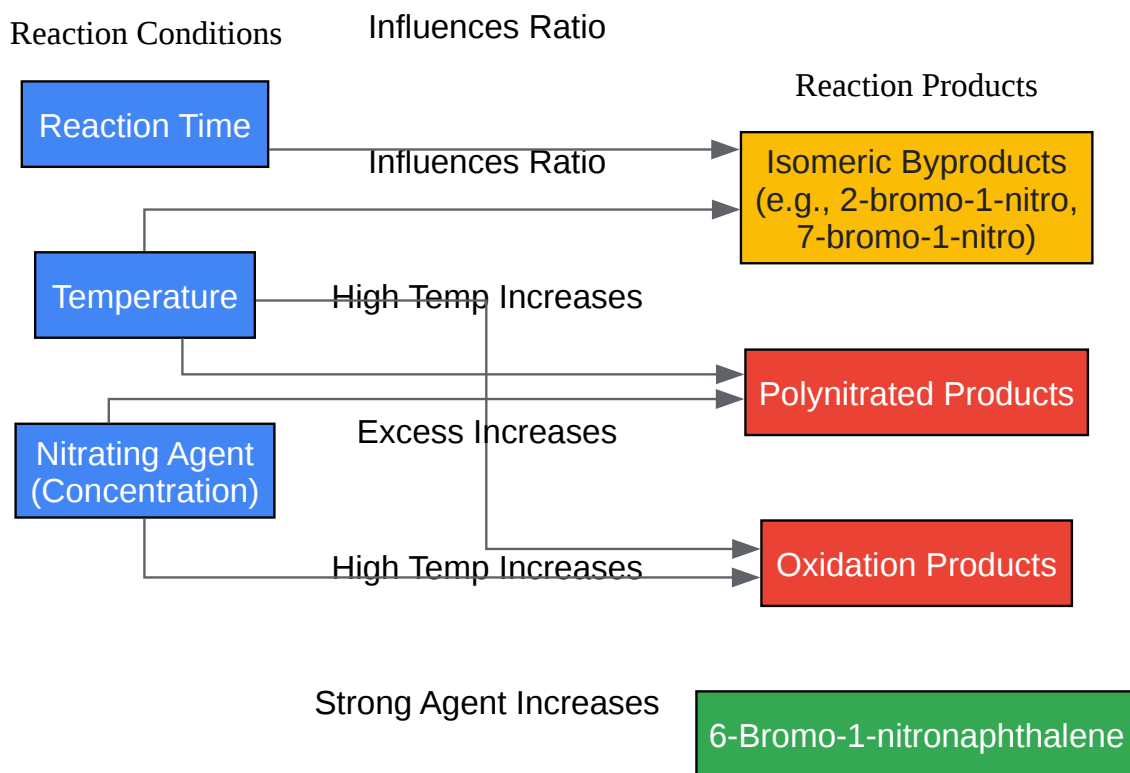 Influences Ratio
Reaction Conditions
Reaction Products
Reaction Time
Influences Ratio
Isomeric Byproducts
(e.g., 2-bromo-1-nitro,
7-bromo-1-nitro)
Temperature
High Temp Increases
Polynitrated Products
Excess Increases
Nitrating Agent
(Concentration)
High Temp Increases
Oxidation Products
Strong Agent Increases
6-Bromo-1-nitronaphthalene